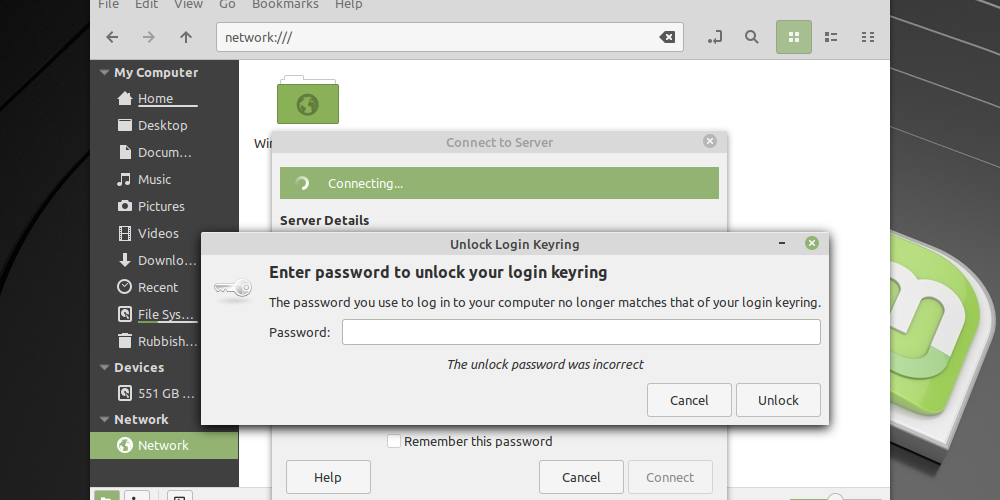 File Edit View Go Bookmarks Help
network:///
My Computer
Home
Desktop
Docum...
Music
Pictures
Videos
Downlo...
Recent
File Sys...
Rubbish...
Devices
551 GB ...
Network
Network
Connect to Server
Connecting...
Server Details
Unlock Login Keyring
Enter password to unlock your login keyring
The password you use to log in to your computer no longer matches that of your login keyring.
Password:
The unlock password was incorrect
Cancel Unlock
Remember this password
Help Cancel Connect